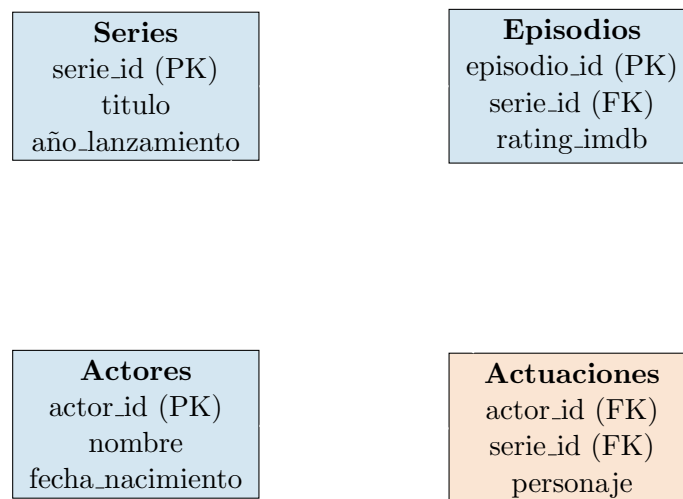 Series
serie_id (PK)
titulo
año_lanzamiento
Episodios
episodio_id (PK)
serie_id (FK)
rating_imdb
Actores
actor_id (PK)
nombre
fecha_nacimiento
Actuaciones
actor_id (FK)
serie_id (FK)
personaje